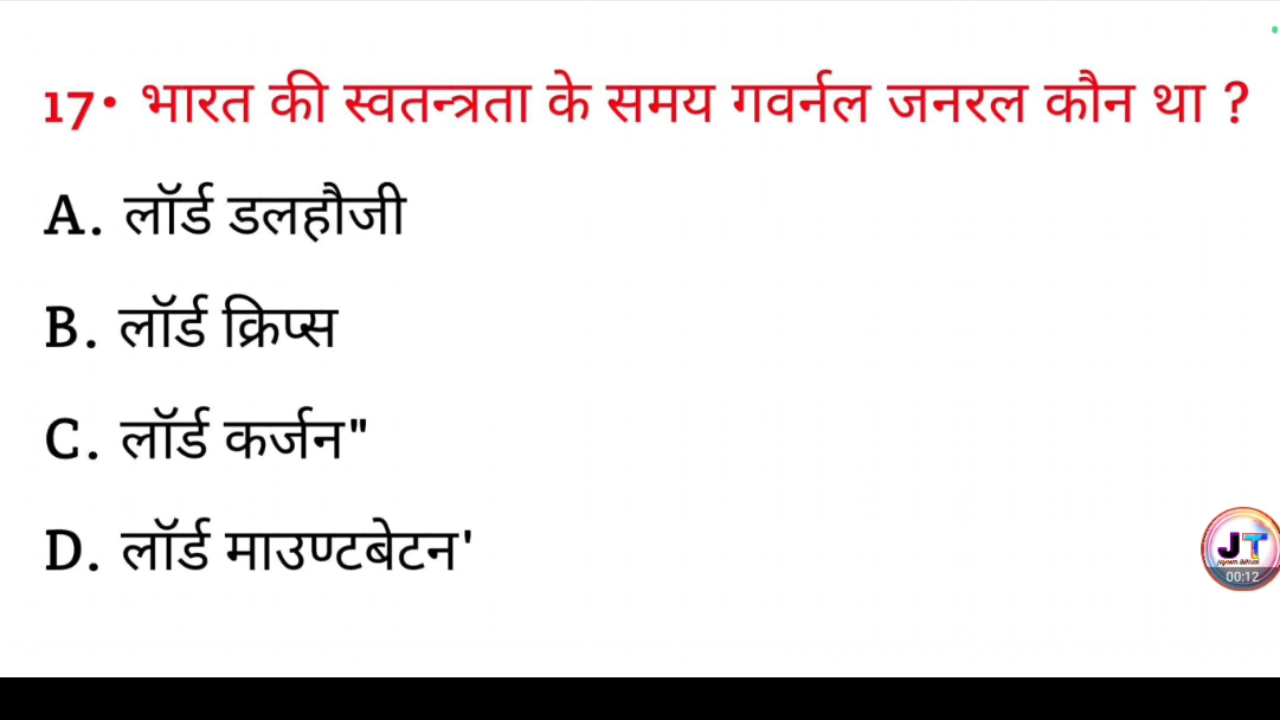 17• भारत की स्वतन्त्रता के समय गवर्नल जनरल कौन था ?
A. लॉर्ड डलहौजी
B. लॉर्ड क्रिप्स
C. लॉर्ड कर्जन"
D. लॉर्ड माउण्टबेटन'
JT
00:12